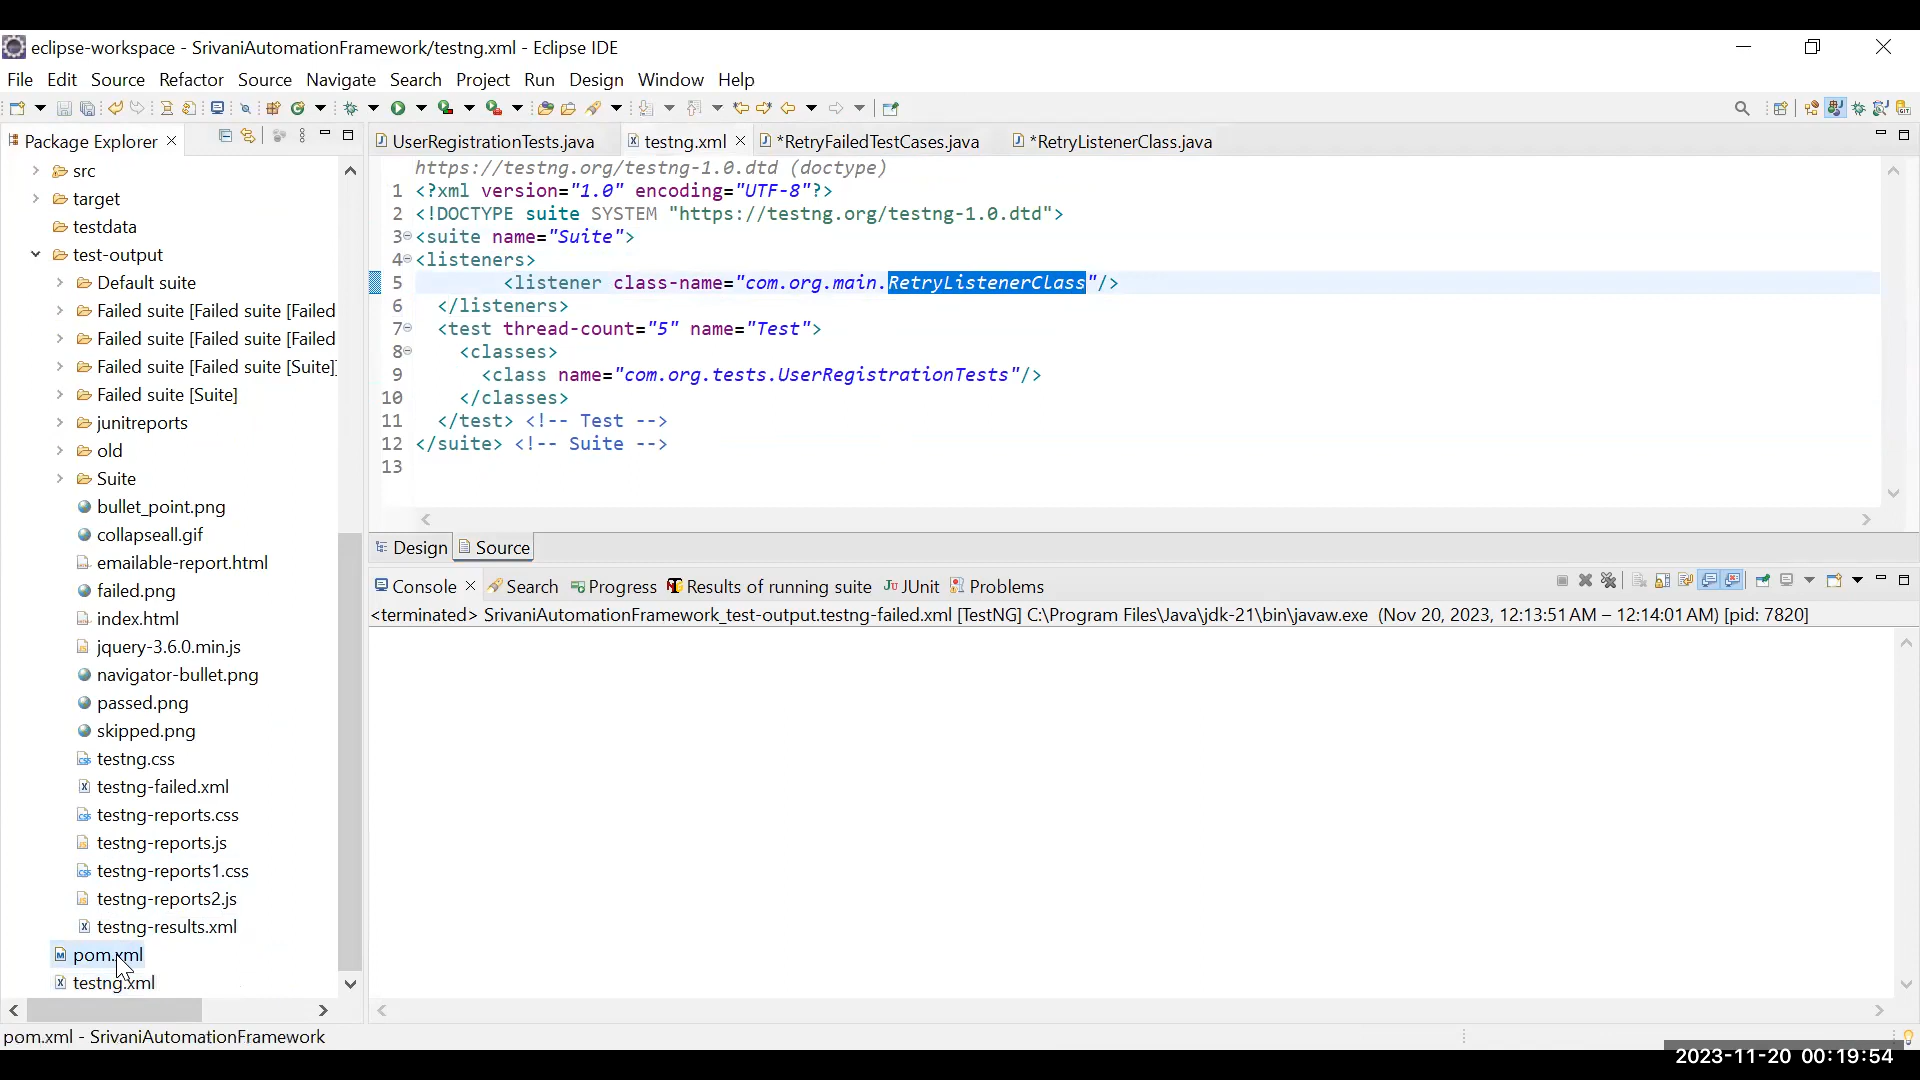 eclipse-workspace - SrivaniAutomationFramework/testng.xml - Eclipse IDE
File Edit Source Refactor Source Navigate Search Project Run Design Window Help
Package Explorer
src
target
testdata
test-output
Default suite
Failed suite [Failed suite [Failed
Failed suite [Failed suite [Failed
Failed suite [Failed suite [Suite]
Failed suite [Suite]
junitreports
old
Suite
bullet_point.png
collapseall.gif
emailable-report.html
failed.png
index.html
jquery-3.6.0.min.js
navigator-bullet.png
passed.png
skipped.png
testng.css
testng-failed.xml
testng-reports.css
testng-reports.js
testng-reports1.css
testng-reports2.js
testng-results.xml
pom.xml
testng.xml
UserRegistrationTests.java testng.xml *RetryFailedTestCases.java *RetryListenerClass.java
https://testng.org/testng-1.0.dtd (doctype)
1 <?xml version="1.0" encoding="UTF-8"?>
2 <!DOCTYPE suite SYSTEM "https://testng.org/testng-1.0.dtd">
3 <suite name="Suite">
4 <listeners>
5 <listener class-name="com.org.main.RetryListenerClass"/>
6 </listeners>
7 <test thread-count="5" name="Test">
8 <classes>
9 <class name="com.org.tests.UserRegistrationTests"/>
10 </classes>
11 </test> <!-- Test -->
12 </suite> <!-- Suite -->
13
Design Source
Console Search Progress Results of running suite JUnit Problems
<terminated> SrivaniAutomationFramework_test-output.testng-failed.xml [TestNG] C:\Program Files\Java\jdk-21\bin\javaw.exe (Nov 20, 2023, 12:13:51 AM – 12:14:01 AM) [pid: 7820]
pom.xml - SrivaniAutomationFramework
2023-11-20 00:19:54